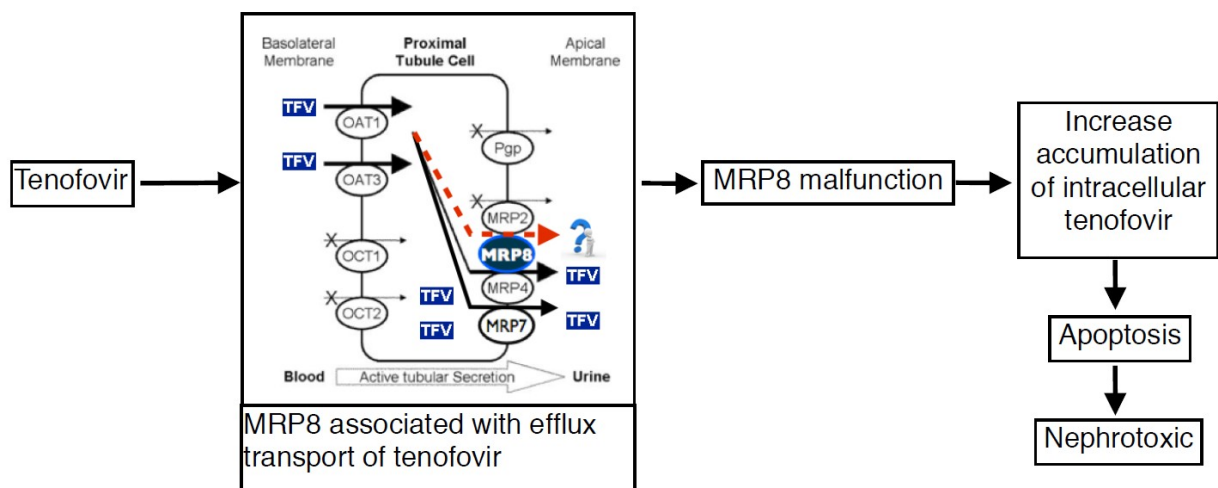 Tenofovir
Basolateral
Membrane
Proximal
Tubule Cell
Apical
Membrane
TFV
OAT1
TFV
OAT3
OCT1
OCT2
Pgp
MRP2
MRP8
?
TFV
MRP4
TFV
MRP7
TFV
TFV
Blood
Active tubular Secretion
Urine
MRP8 associated with efflux
transport of tenofovir
MRP8 malfunction
Increase
accumulation
of intracellular
tenofovir
Apoptosis
Nephrotoxic